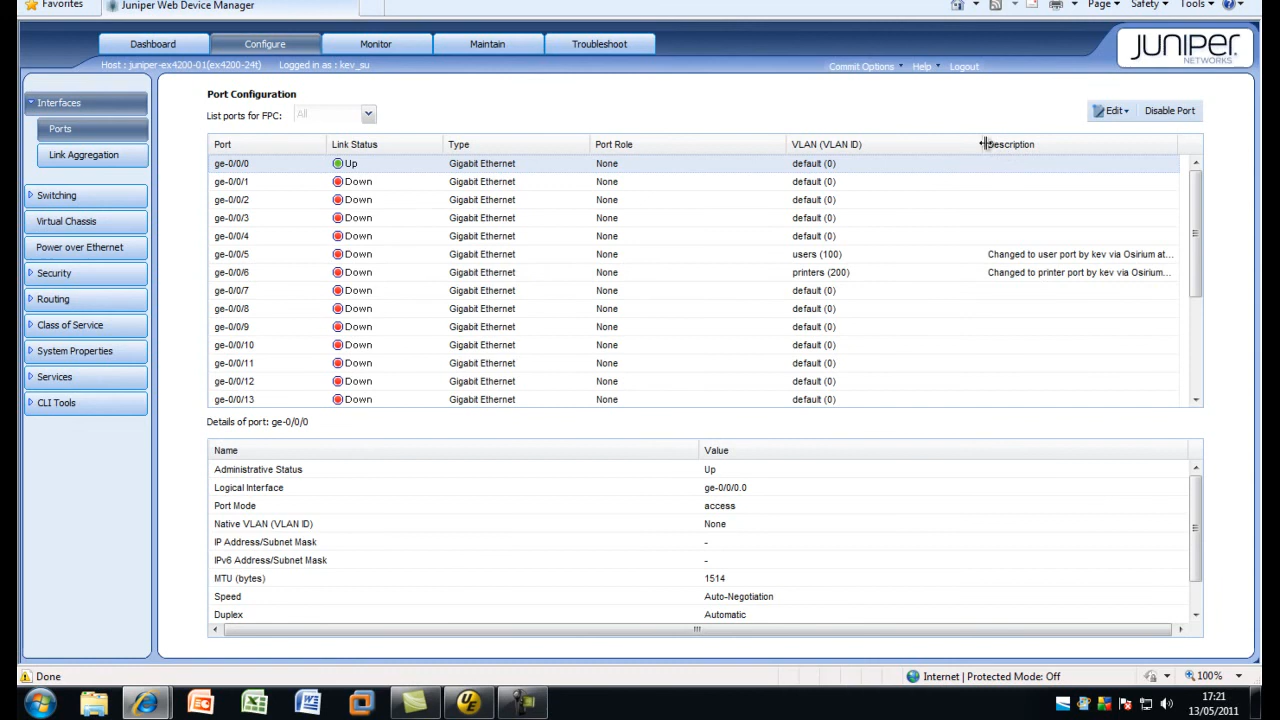 Favorites
Juniper Web Device Manager
Page
Safety
Tools
Dashboard
Configure
Monitor
Maintain
Troubleshoot
JUNIPER
NETWORKS
Host : juniper-ex4200-01(ex4200-24t) Logged in as : kev_su
Commit Options Help Logout
Interfaces
Ports
Link Aggregation
Switching
Virtual Chassis
Power over Ethernet
Security
Routing
Class of Service
System Properties
Services
CLI Tools
Port Configuration
List ports for FPC: All
Edit
Disable Port
Port Link Status Type Port Role VLAN (VLAN ID) Description
ge-0/0/0 Up Gigabit Ethernet None default (0)
ge-0/0/1 Down Gigabit Ethernet None default (0)
ge-0/0/2 Down Gigabit Ethernet None default (0)
ge-0/0/3 Down Gigabit Ethernet None default (0)
ge-0/0/4 Down Gigabit Ethernet None default (0)
ge-0/0/5 Down Gigabit Ethernet None users (100) Changed to user port by kev via Osirium at...
ge-0/0/6 Down Gigabit Ethernet None printers (200) Changed to printer port by kev via Osirium...
ge-0/0/7 Down Gigabit Ethernet None default (0)
ge-0/0/8 Down Gigabit Ethernet None default (0)
ge-0/0/9 Down Gigabit Ethernet None default (0)
ge-0/0/10 Down Gigabit Ethernet None default (0)
ge-0/0/11 Down Gigabit Ethernet None default (0)
ge-0/0/12 Down Gigabit Ethernet None default (0)
ge-0/0/13 Down Gigabit Ethernet None default (0)
Details of port: ge-0/0/0
Name Value
Administrative Status Up
Logical Interface ge-0/0/0.0
Port Mode access
Native VLAN (VLAN ID) None
IP Address/Subnet Mask -
IPv6 Address/Subnet Mask -
MTU (bytes) 1514
Speed Auto-Negotiation
Duplex Automatic
Done
Internet | Protected Mode: Off
100%
17:21
13/05/2011